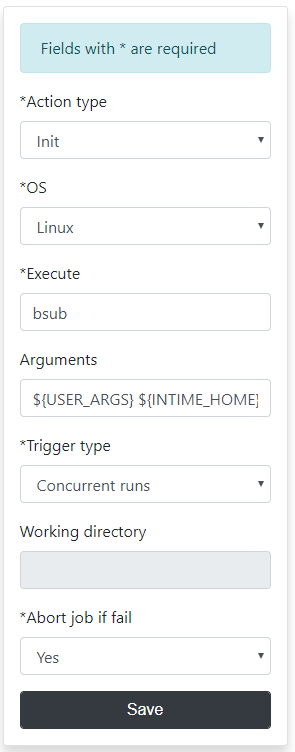 Fields with * are required
*Action type
Init
*OS
Linux
*Execute
bsub
Arguments
${USER_ARGS} ${INTIME_HOME}
*Trigger type
Concurrent runs
Working directory
*Abort job if fail
Yes
Save